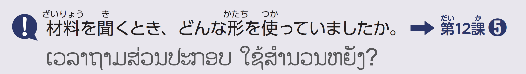 材料を聞くとき、どんな形を使っていましたか。 ➡ 第12課❺
ເວລາຖາມສ່ວນປະກອບ ໃຊ້ສຳນວນຫຍັງ?